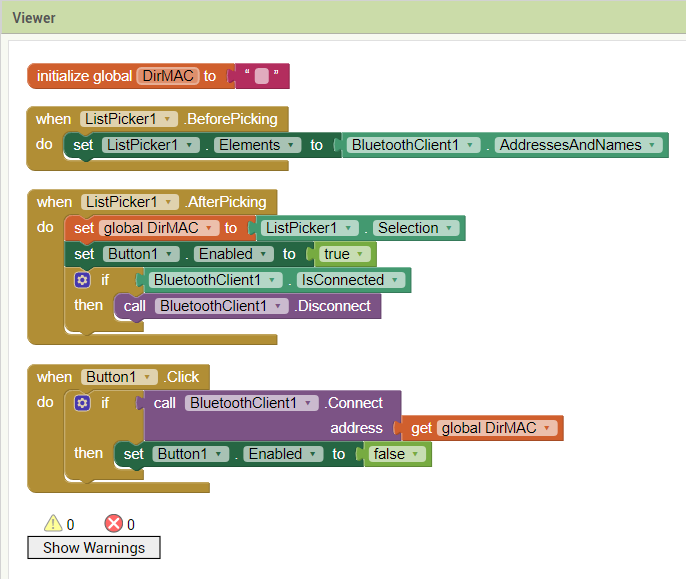 Viewer
initialize global DirMAC to " "
when ListPicker1 .BeforePicking
do set ListPicker1 . Elements to BluetoothClient1 . AddressesAndNames
when ListPicker1 .AfterPicking
do set global DirMAC to ListPicker1 . Selection
set Button1 . Enabled to true
if BluetoothClient1 . IsConnected
then call BluetoothClient1 .Disconnect
when Button1 .Click
do if call BluetoothClient1 .Connect
address get global DirMAC
then set Button1 . Enabled to false
0 0
Show Warnings